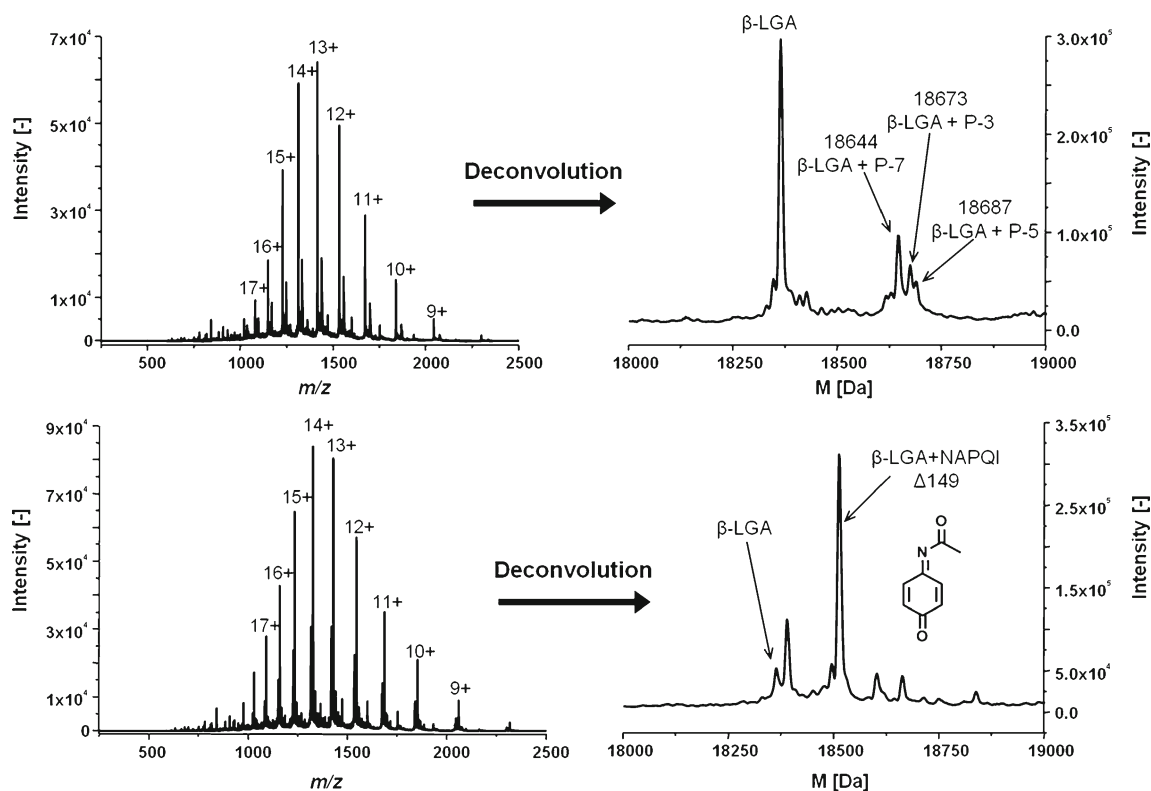 7x10⁴
5x10⁴
3x10⁴
1x10⁴
0
Intensity [-]
17+
16+
15+
14+
13+
12+
11+
10+
9+
500
1000
1500
2000
2500
m/z
Deconvolution
β-LGA
18644
β-LGA + P-7
18673
β-LGA + P-3
18687
β-LGA + P-5
3.0x10⁵
2.0x10⁵
1.0x10⁵
0.0
Intensity [-]
18000
18250
18500
18750
19000
M [Da]
9x10⁴
7x10⁴
5x10⁴
3x10⁴
1x10⁴
0
Intensity [-]
17+
16+
15+
14+
13+
12+
11+
10+
9+
500
1000
1500
2000
2500
m/z
Deconvolution
β-LGA
β-LGA+NAPQI
Δ149
O
N
O
3.5x10⁵
2.5x10⁵
1.5x10⁵
5.0x10⁴
0.0
Intensity [-]
18000
18250
18500
18750
19000
M [Da]